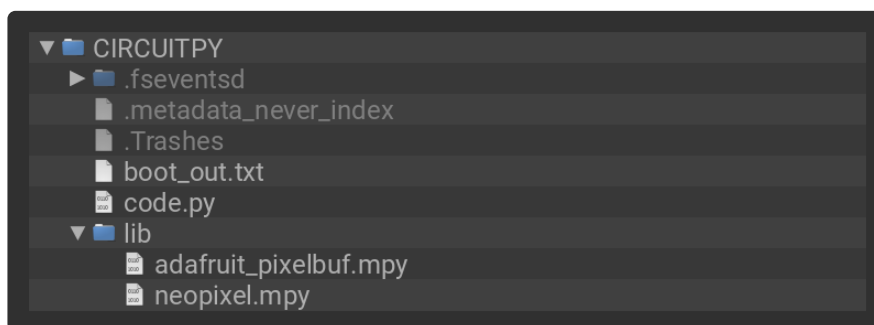 CIRCUITPY
.fseventsd
.metadata_never_index
.Trashes
boot_out.txt
code.py
lib
adafruit_pixelbuf.mpy
neopixel.mpy